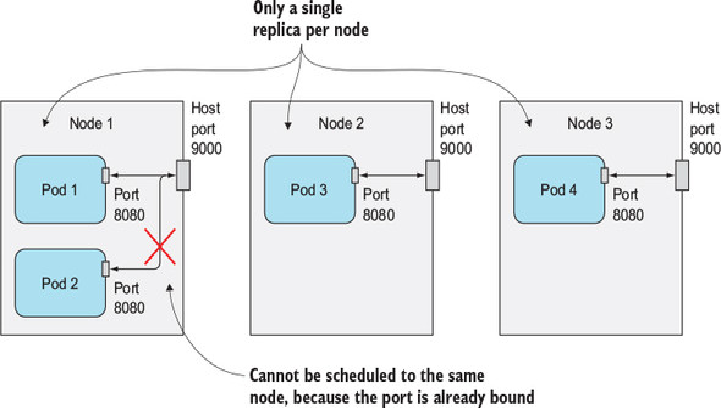 Only a single
replica per node
Node 1
Host
port
9000
Pod 1
Port
8080
Pod 2
Port
8080
Node 2
Host
port
9000
Pod 3
Port
8080
Node 3
Host
port
9000
Pod 4
Port
8080
Cannot be scheduled to the same
node, because the port is already bound